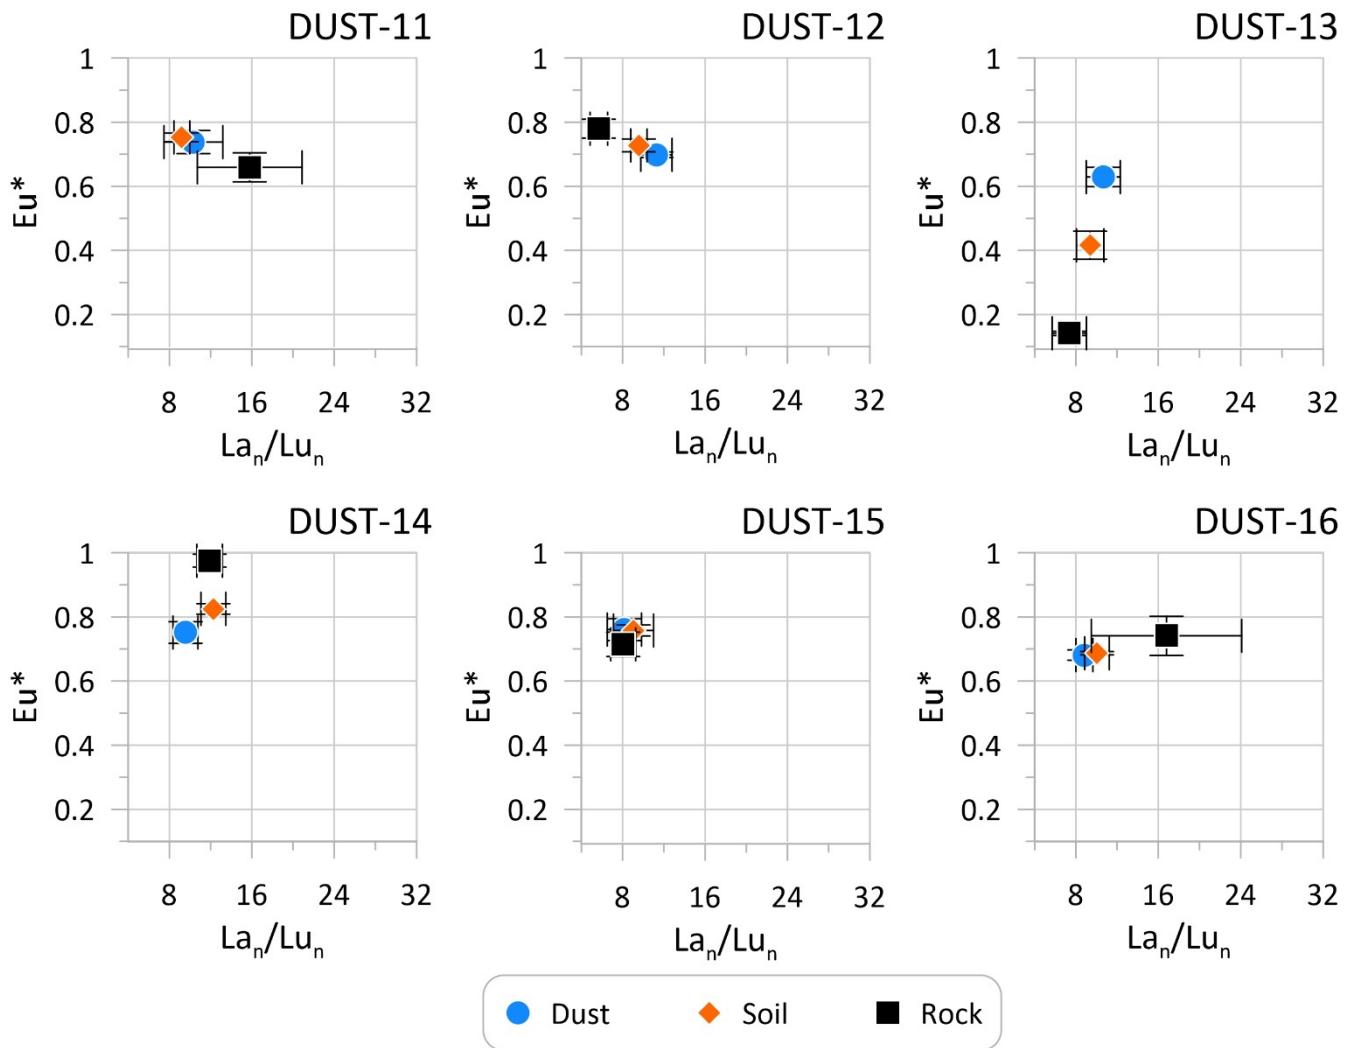 DUST-11
1
0.8
0.6
0.4
0.2
Eu*
8 16 24 32
Laₙ/Luₙ
DUST-12
1
0.8
0.6
0.4
0.2
Eu*
8 16 24 32
Laₙ/Luₙ
DUST-13
1
0.8
0.6
0.4
0.2
Eu*
8 16 24 32
Laₙ/Luₙ
DUST-14
1
0.8
0.6
0.4
0.2
Eu*
8 16 24 32
Laₙ/Luₙ
DUST-15
1
0.8
0.6
0.4
0.2
Eu*
8 16 24 32
Laₙ/Luₙ
DUST-16
1
0.8
0.6
0.4
0.2
Eu*
8 16 24 32
Laₙ/Luₙ
Dust Soil Rock